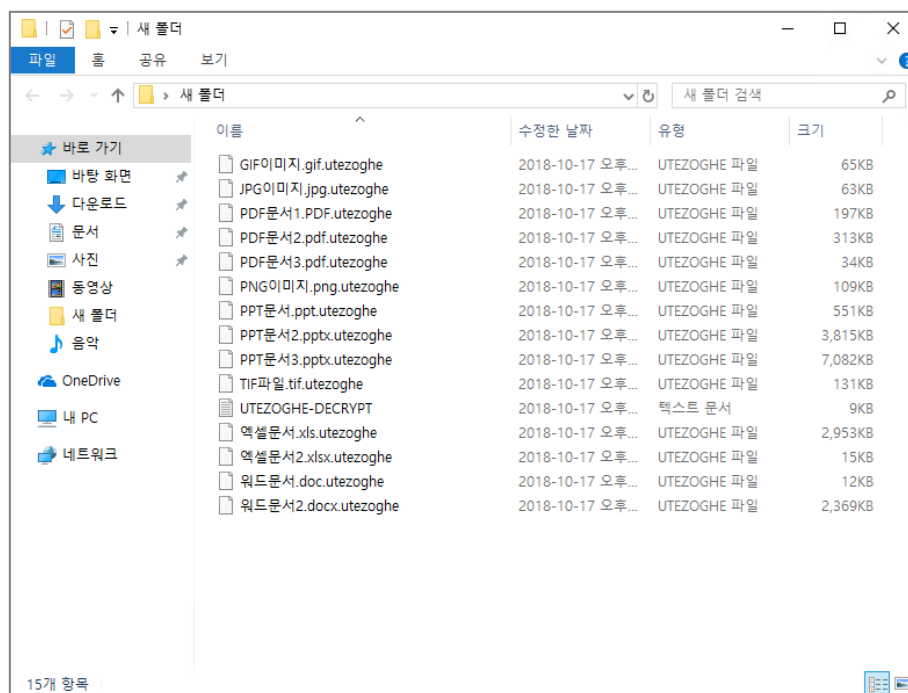 새 폴더
파일 홈 공유 보기
새 폴더 새 폴더 검색
이름 수정한 날짜 유형 크기
바로 가기
바탕 화면
다운로드
문서
사진
동영상
새 폴더
음악
OneDrive
내 PC
네트워크
GIF이미지.gif.utezoghe 2018-10-17 오후... UTEZOGHE 파일 65KB
JPG이미지.jpg.utezoghe 2018-10-17 오후... UTEZOGHE 파일 63KB
PDF문서1.PDF.utezoghe 2018-10-17 오후... UTEZOGHE 파일 197KB
PDF문서2.pdf.utezoghe 2018-10-17 오후... UTEZOGHE 파일 313KB
PDF문서3.pdf.utezoghe 2018-10-17 오후... UTEZOGHE 파일 34KB
PNG이미지.png.utezoghe 2018-10-17 오후... UTEZOGHE 파일 109KB
PPT문서.ppt.utezoghe 2018-10-17 오후... UTEZOGHE 파일 551KB
PPT문서2.pptx.utezoghe 2018-10-17 오후... UTEZOGHE 파일 3,815KB
PPT문서3.pptx.utezoghe 2018-10-17 오후... UTEZOGHE 파일 7,082KB
TIF파일.tif.utezoghe 2018-10-17 오후... UTEZOGHE 파일 131KB
UTEZOGHE-DECRYPT 2018-10-17 오후... 텍스트 문서 9KB
엑셀문서.xls.utezoghe 2018-10-17 오후... UTEZOGHE 파일 2,953KB
엑셀문서2.xlsx.utezoghe 2018-10-17 오후... UTEZOGHE 파일 15KB
워드문서.doc.utezoghe 2018-10-17 오후... UTEZOGHE 파일 12KB
워드문서2.docx.utezoghe 2018-10-17 오후... UTEZOGHE 파일 2,369KB
15개 항목